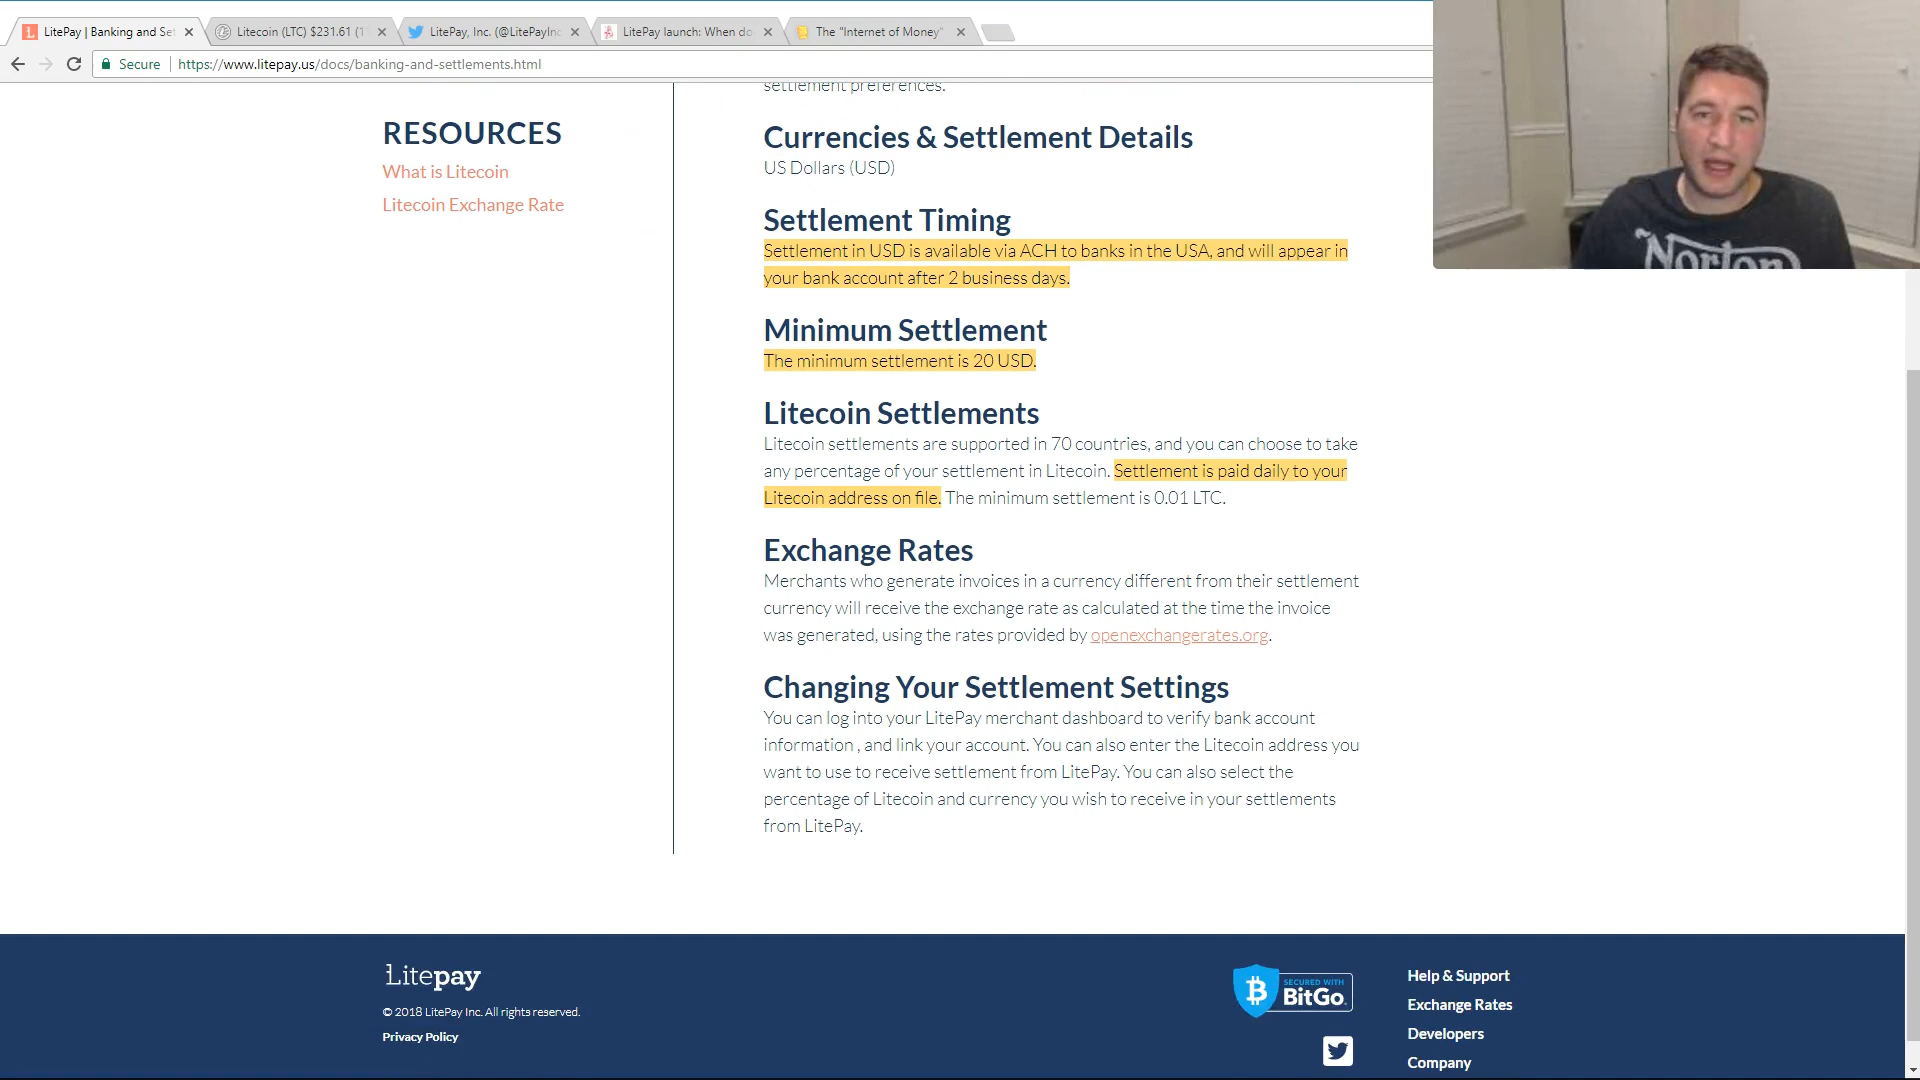 LitePay | Banking and Set
Litecoin (LTC) $231.61 (1
LitePay, Inc. (@LitePayInc
LitePay launch: When do
The "Internet of Money"
Secure
https://www.litepay.us/docs/banking-and-settlements.html
settlement preferences.
RESOURCES
What is Litecoin
Litecoin Exchange Rate
Currencies & Settlement Details
US Dollars (USD)
Settlement Timing
Settlement in USD is available via ACH to banks in the USA, and will appear in
your bank account after 2 business days.
Minimum Settlement
The minimum settlement is 20 USD.
Litecoin Settlements
Litecoin settlements are supported in 70 countries, and you can choose to take
any percentage of your settlement in Litecoin. Settlement is paid daily to your
Litecoin address on file. The minimum settlement is 0.01 LTC.
Exchange Rates
Merchants who generate invoices in a currency different from their settlement
currency will receive the exchange rate as calculated at the time the invoice
was generated, using the rates provided by openexchangerates.org.
Changing Your Settlement Settings
You can log into your LitePay merchant dashboard to verify bank account
information , and link your account. You can also enter the Litecoin address you
want to use to receive settlement from LitePay. You can also select the
percentage of Litecoin and currency you wish to receive in your settlements
from LitePay.
Norton
Litepay
© 2018 LitePay Inc. All rights reserved.
Privacy Policy
SECURED WITH
BitGo
Help & Support
Exchange Rates
Developers
Company